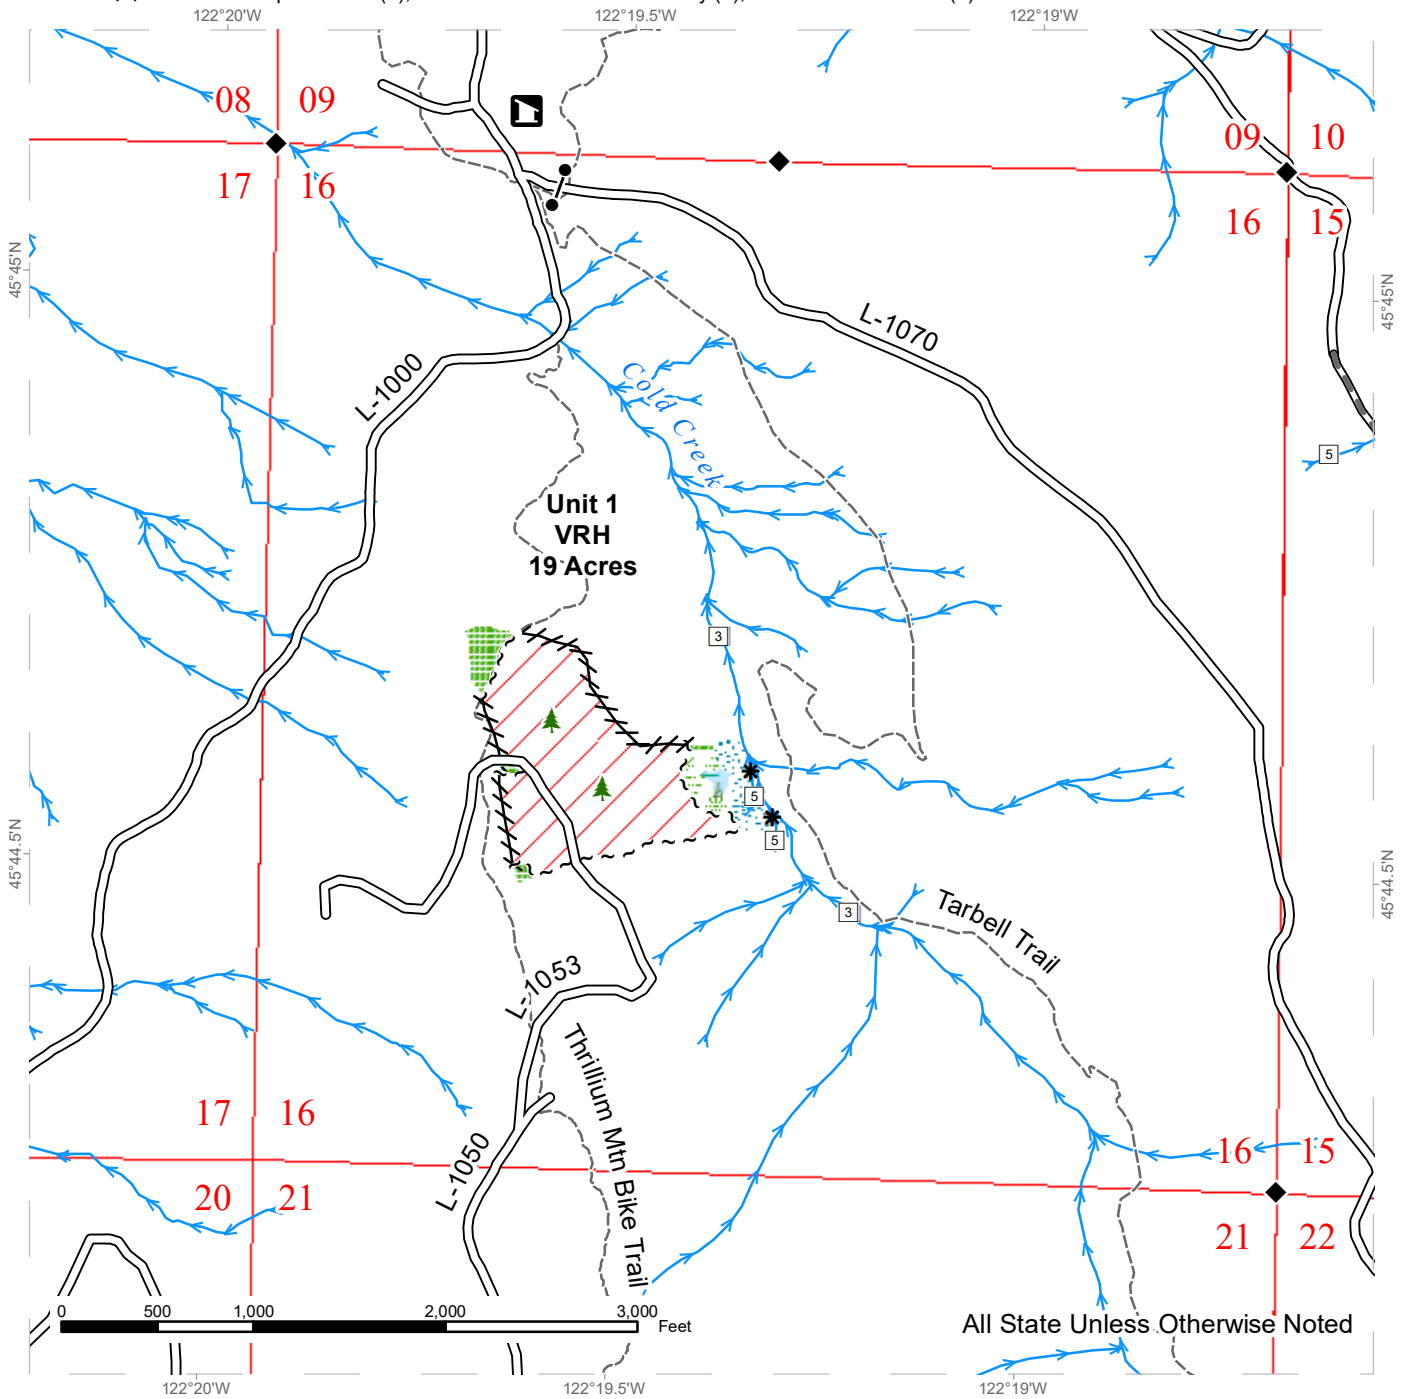 122°20'W
122°19.5'W
122°19'W
08 09
17 16
09 10
16 15
45°45'N
45°45'N
L-1070
L-1000
Cold Creek
5
Unit 1
VRH
19 Acres
3
5
5
45°44.5'N
45°44.5'N
3
Tarbell Trail
L-1053
Thrillium Mtn Bike Trail
17 16
20 21
L-1050
16 15
21 22
0 500 1,000 2,000 3,000
Feet
All State Unless Otherwise Noted
122°20'W
122°19.5'W
122°19'W